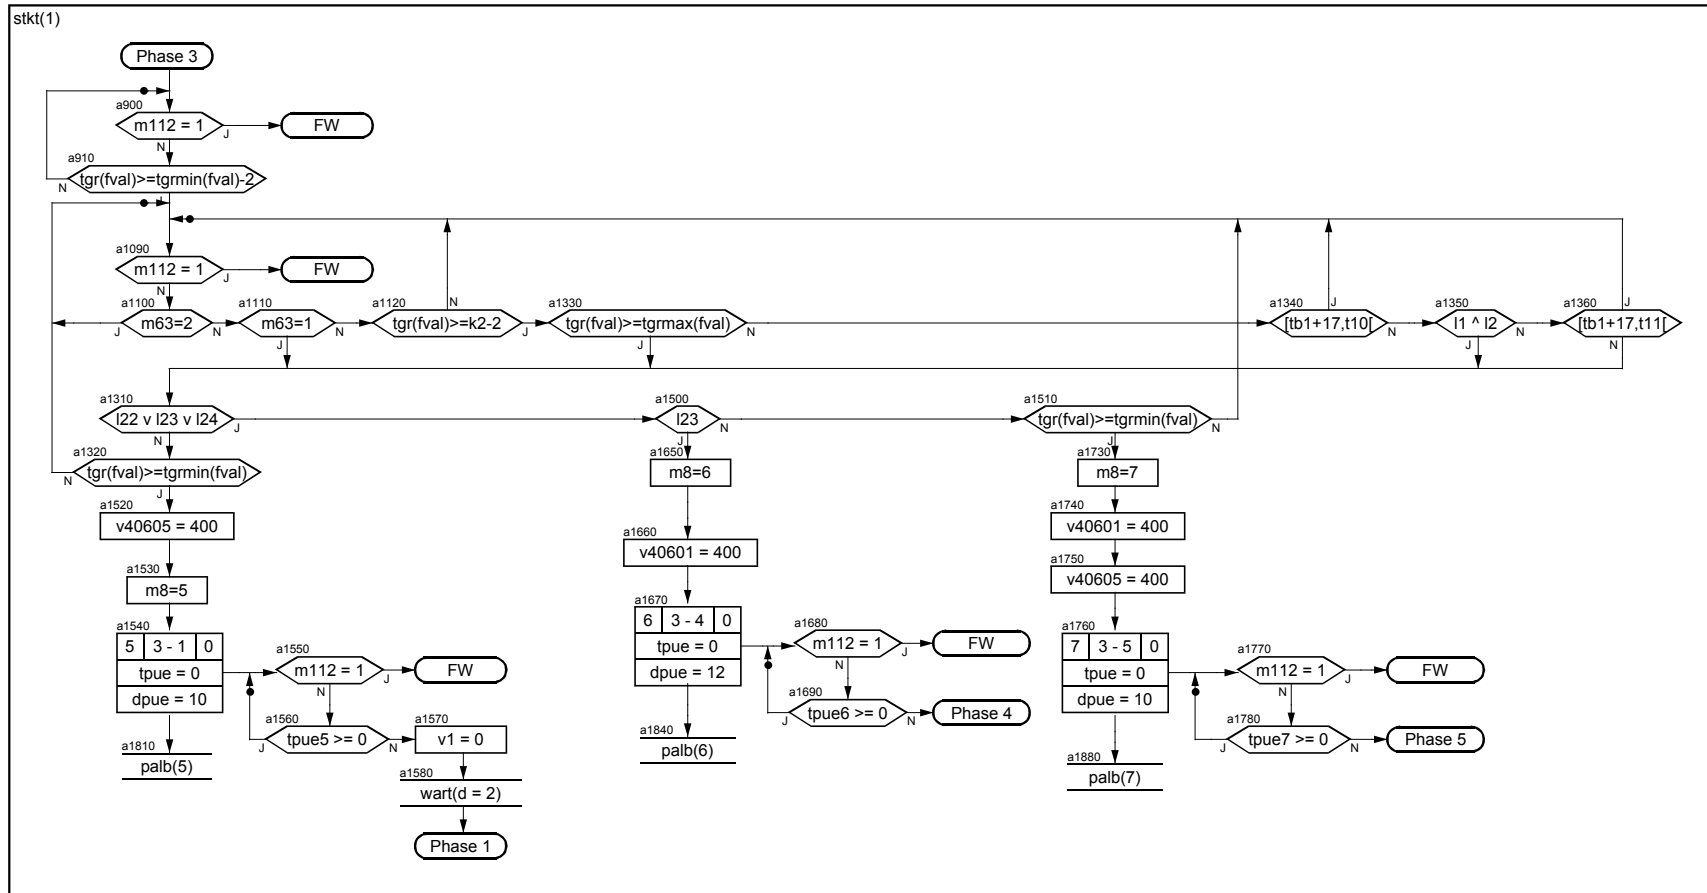 stkt(1)
Phase 3
a900
m112 = 1
J
FW
N
a910
tgr(fval)>=tgrmin(fval)-2
N
J
a1090
m112 = 1
J
FW
N
a1100
m63=2
J
N
a1110
m63=1
N
J
a1120
tgr(fval)>=k2-2
N
J
a1330
tgr(fval)>=tgrmax(fval)
N
J
a1340
[tb1+17,t10[
J
N
a1350
l1 ^ l2
N
J
a1360
[tb1+17,t11[
J
N
a1310
l22 v l23 v l24
J
N
a1500
l23
N
J
a1510
tgr(fval)>=tgrmin(fval)
N
J
a1320
tgr(fval)>=tgrmin(fval)
N
J
a1520
v40605 = 400
a1530
m8=5
a1540
5 3 - 1 0
tpue = 0
dpue = 10
a1810
palb(5)
a1550
m112 = 1
J
FW
N
a1560
tpue5 >= 0
J
N
a1570
v1 = 0
a1580
wart(d = 2)
Phase 1
a1650
m8=6
a1660
v40601 = 400
a1670
6 3 - 4 0
tpue = 0
dpue = 12
a1840
palb(6)
a1680
m112 = 1
J
FW
N
a1690
tpue6 >= 0
J
N
Phase 4
a1730
m8=7
a1740
v40601 = 400
a1750
v40605 = 400
a1760
7 3 - 5 0
tpue = 0
dpue = 10
a1880
palb(7)
a1770
m112 = 1
J
FW
N
a1780
tpue7 >= 0
J
N
Phase 5